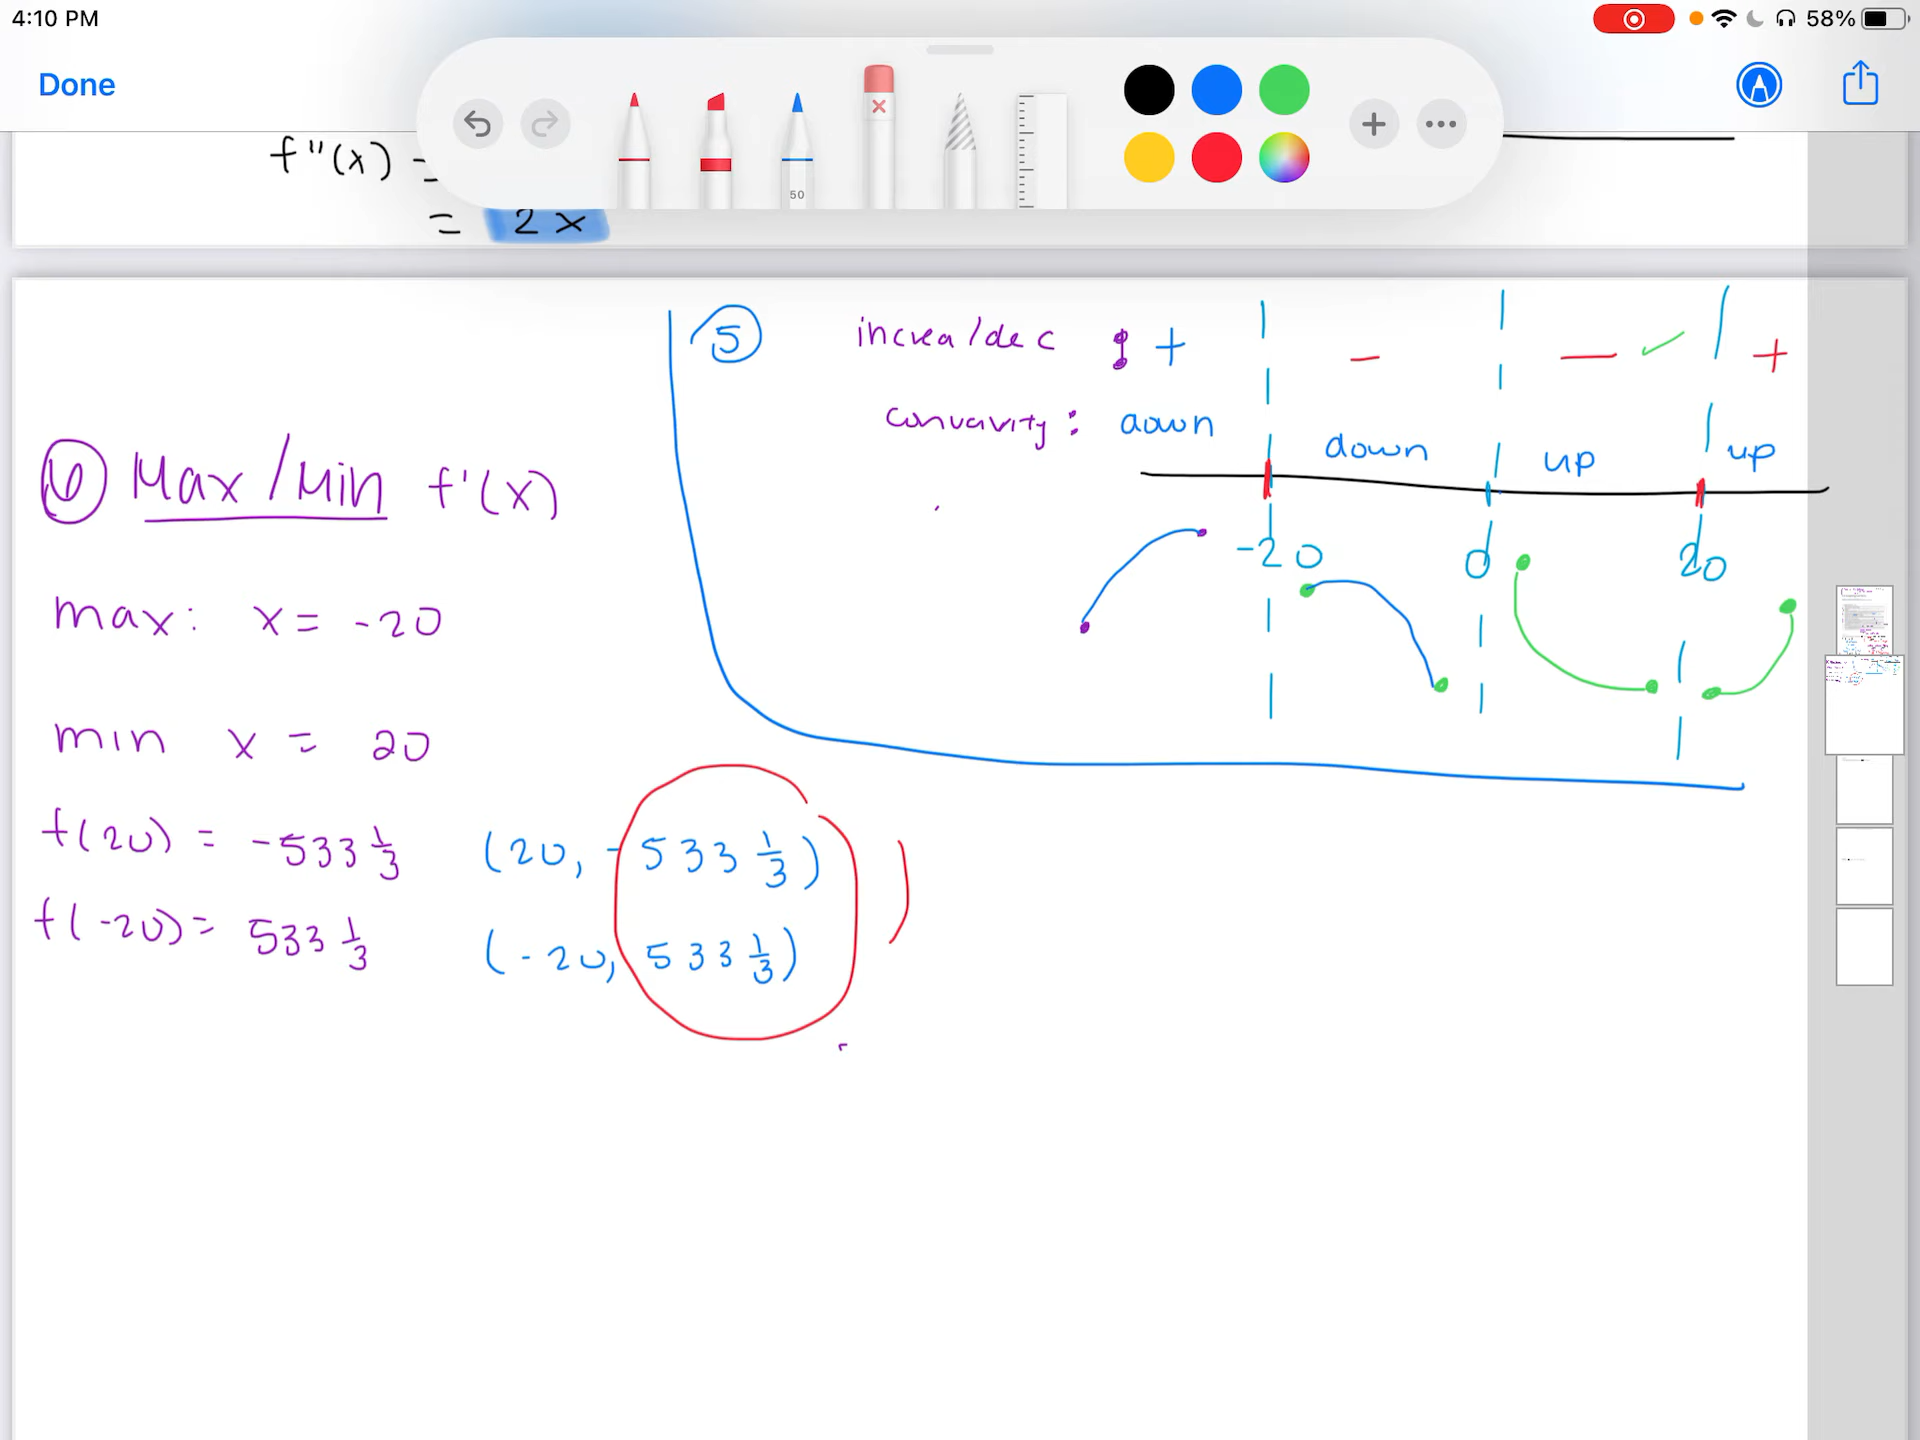 4:10 PM
58%
Done
50
f"(x) =
= 2x
5 increa/dec : + - - ✓ +
concavity: down down up up
-20 0 20
6 Max/Min f'(x)
max: x = -20
min x = 20
f(20) = -533 1/3 (20, -533 1/3)
f(-20) = 533 1/3 (-20, 533 1/3)